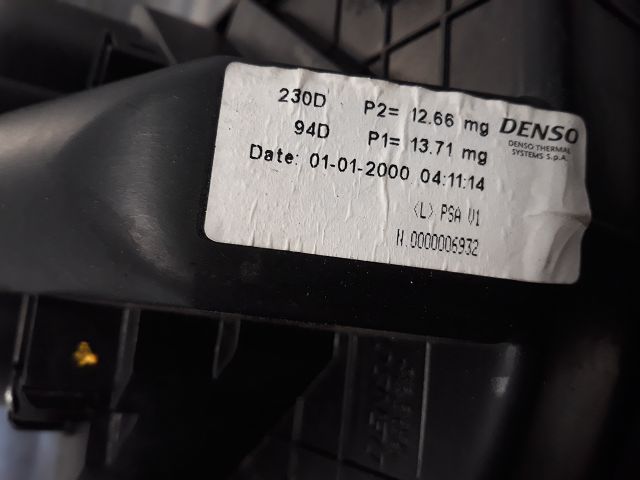 230D P2= 12.66 mg
DENSO
94D P1= 13.71 mg
DENSO THERMAL
SYSTEMS S.p.A.
Date: 01-01-2000 04:11:14
(L) PSA V1
N.0000006932
DENSO